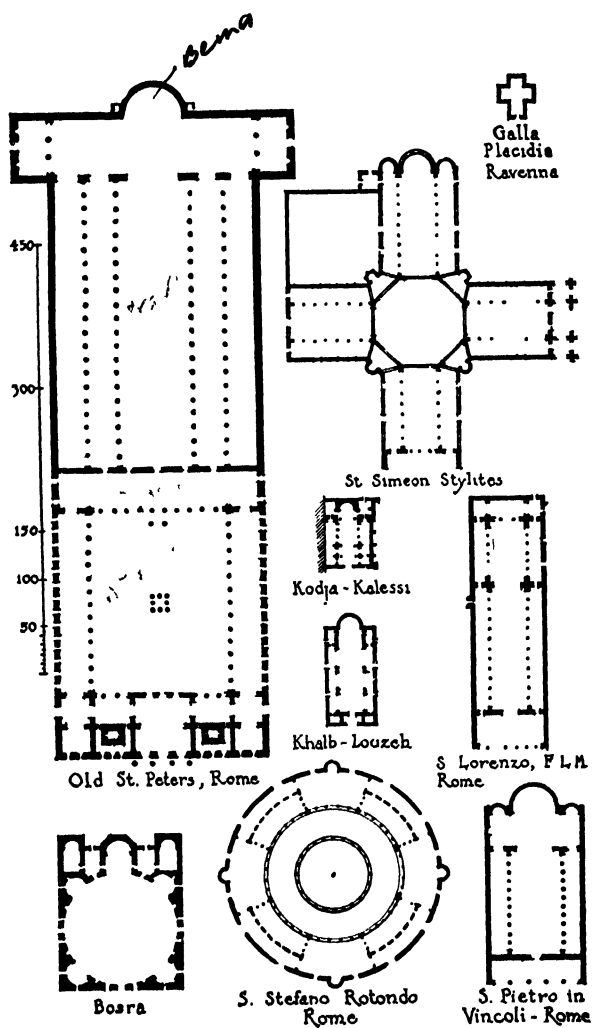 Bema
Galla
Placidia
Ravenna
450
300
150
100
50
St Simeon Stylites
Kodja-Kalessi
Khalb-Louzeh
Old St. Peters, Rome
S Lorenzo, F L M
Rome
Bosra
S. Stefano Rotondo
Rome
S. Pietro in
Vincoli-Rome